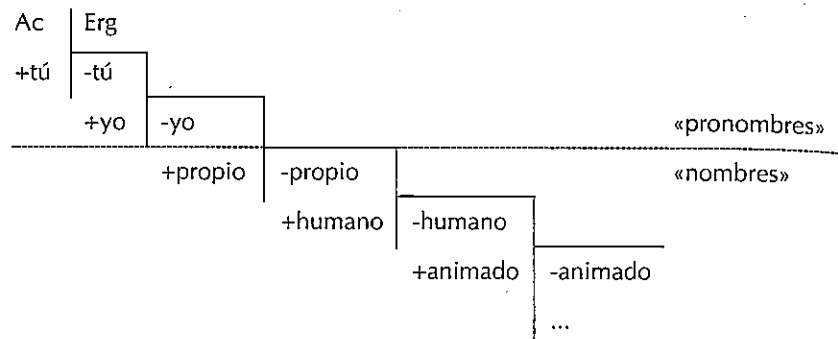 Ac Erg
+tú -tú
+yo -yo «pronombres»
+propio -propio «nombres»
+humano -humano
+animado -animado
...